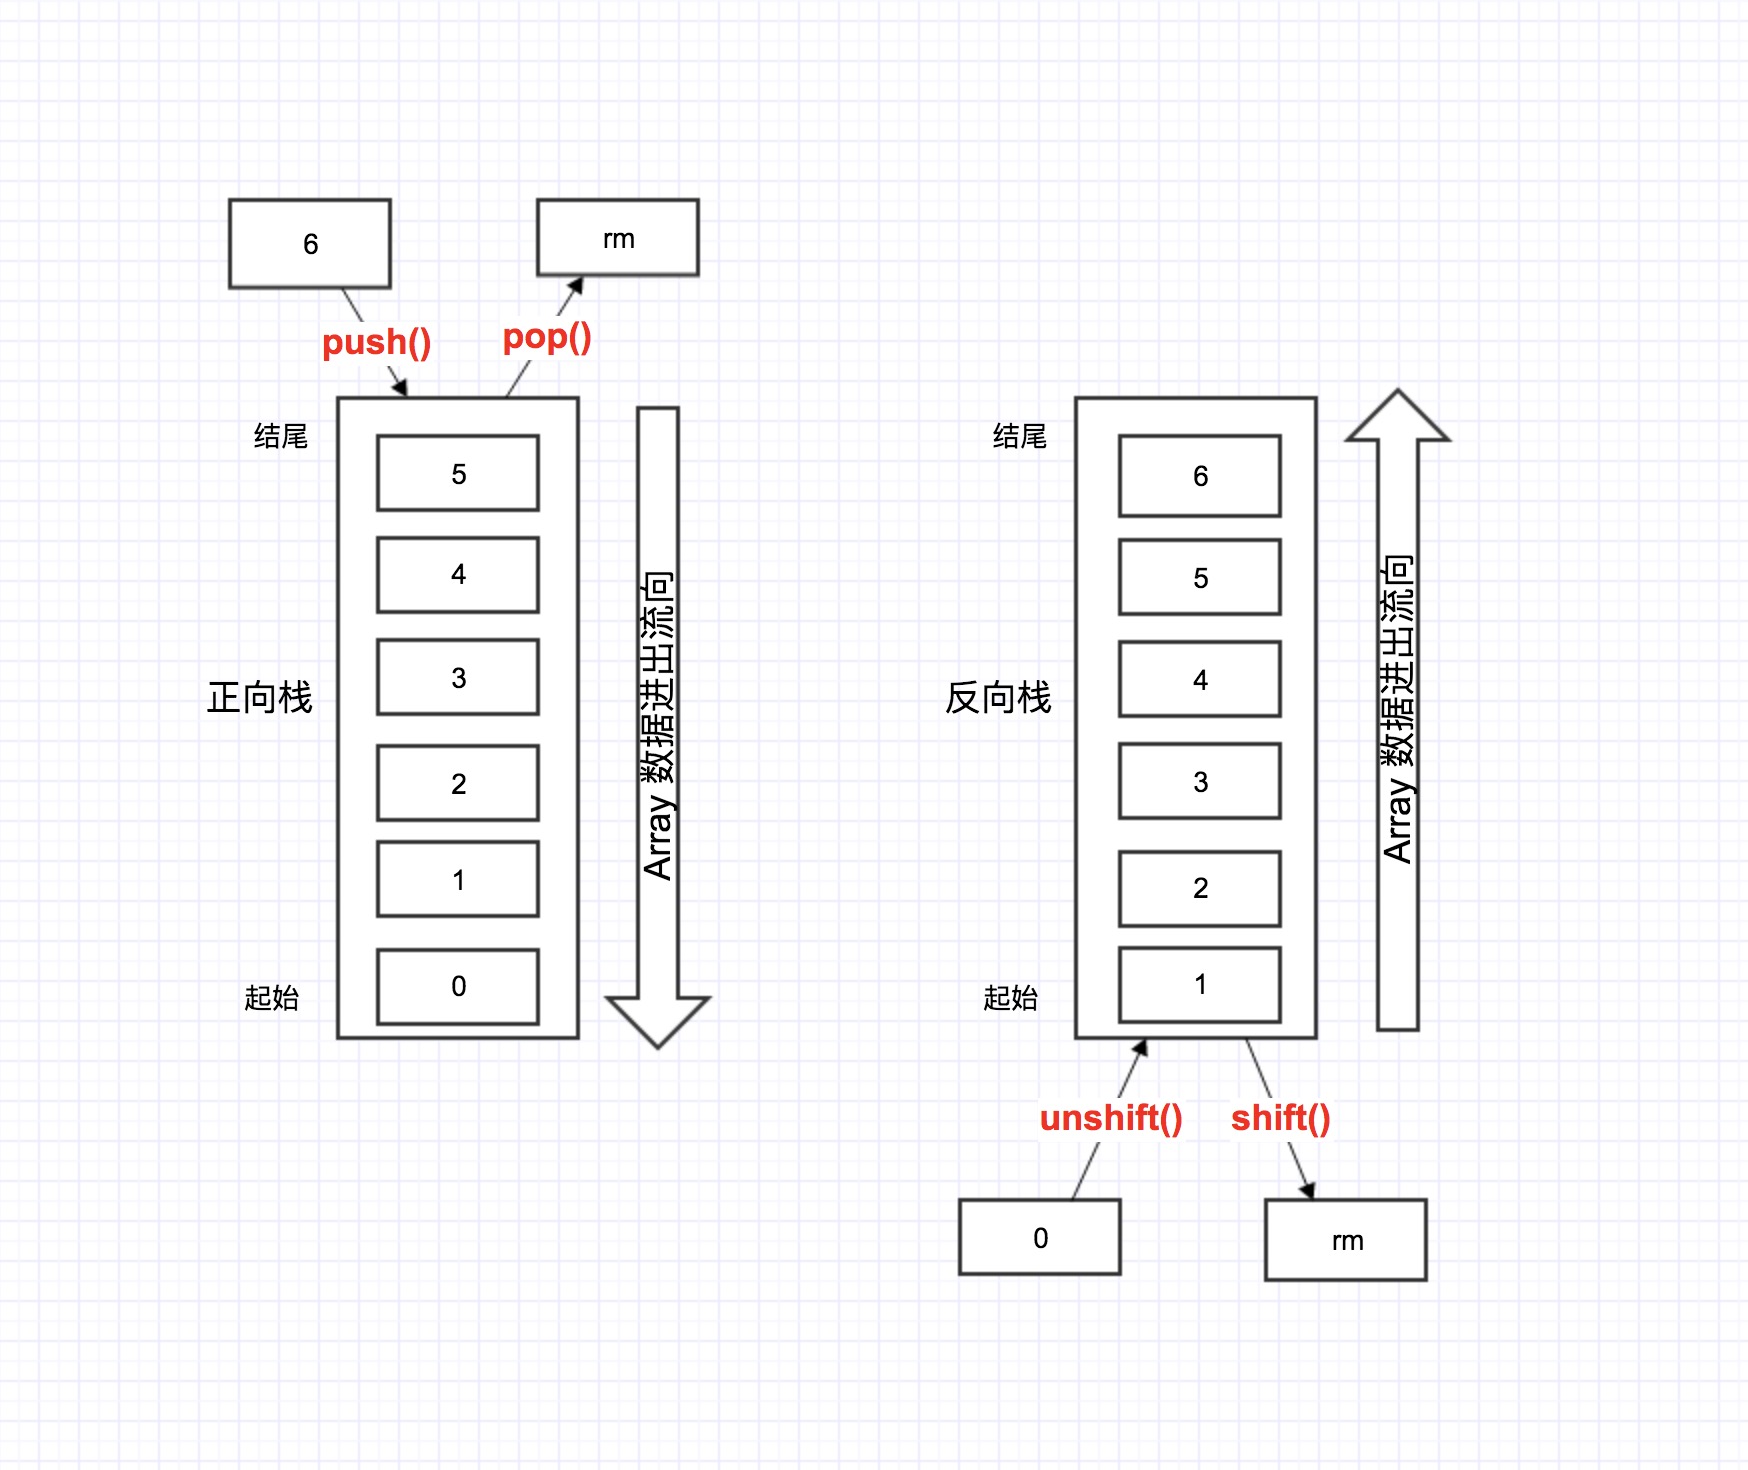 6
rm
push()
pop()
结尾
5
4
3
2
1
0
正向栈
起始
Array 数据进出流向
结尾
6
5
4
3
2
1
反向栈
起始
Array 数据进出流向
unshift()
shift()
0
rm